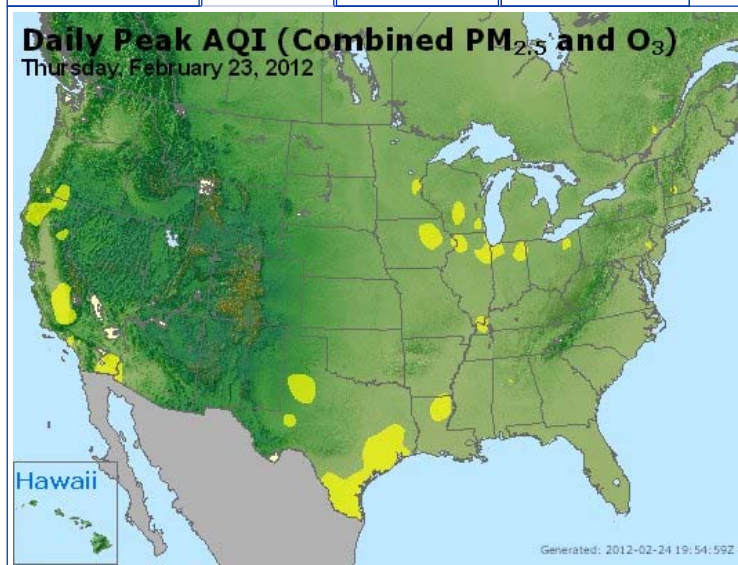 Daily Peak AQI (Combined PM2.5 and O3)
Thursday, February 23, 2012
Hawaii
Generated: 2012-02-24 19:54:59Z